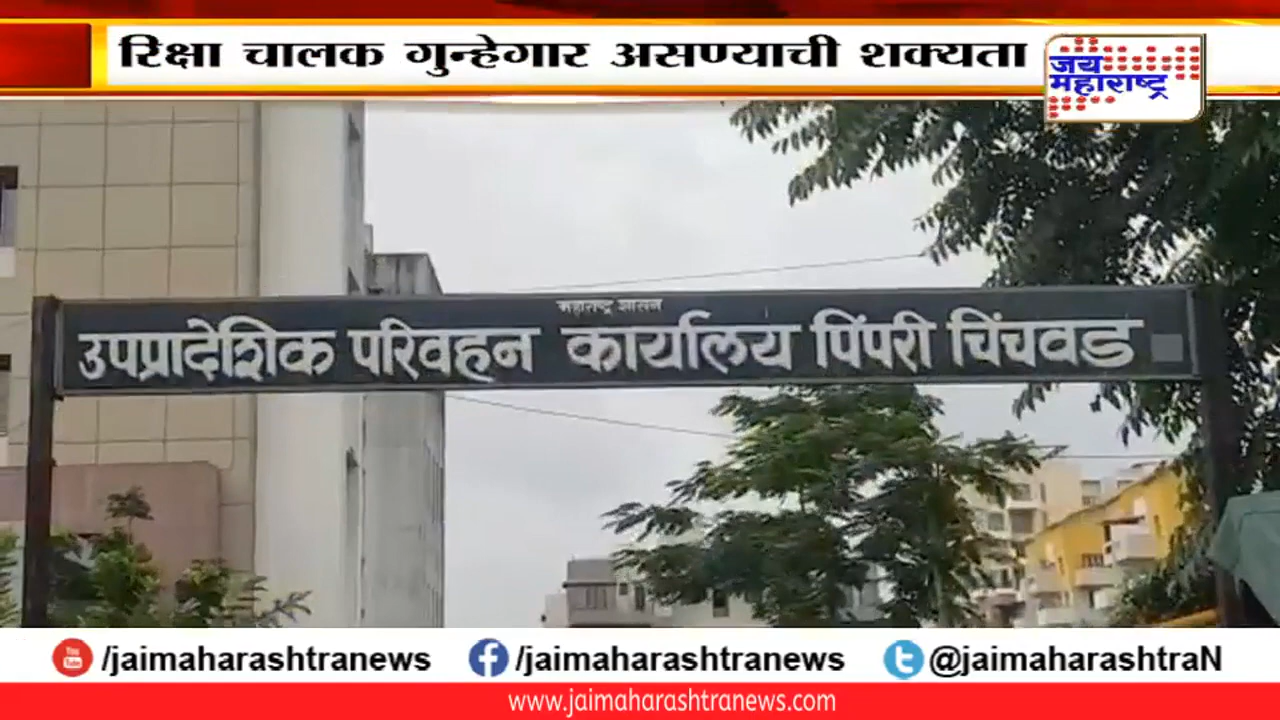 रिक्षा चालक गुन्हेगार असण्याची शक्यता
जय
महाराष्ट्र
महाराष्ट्र शासन
उपप्रादेशिक परिवहन कार्यालय पिंपरी चिंचवड
/jaimaharashtranews /jaimaharashtranews @jaimaharashtraN
www.jaimaharashtranews.com